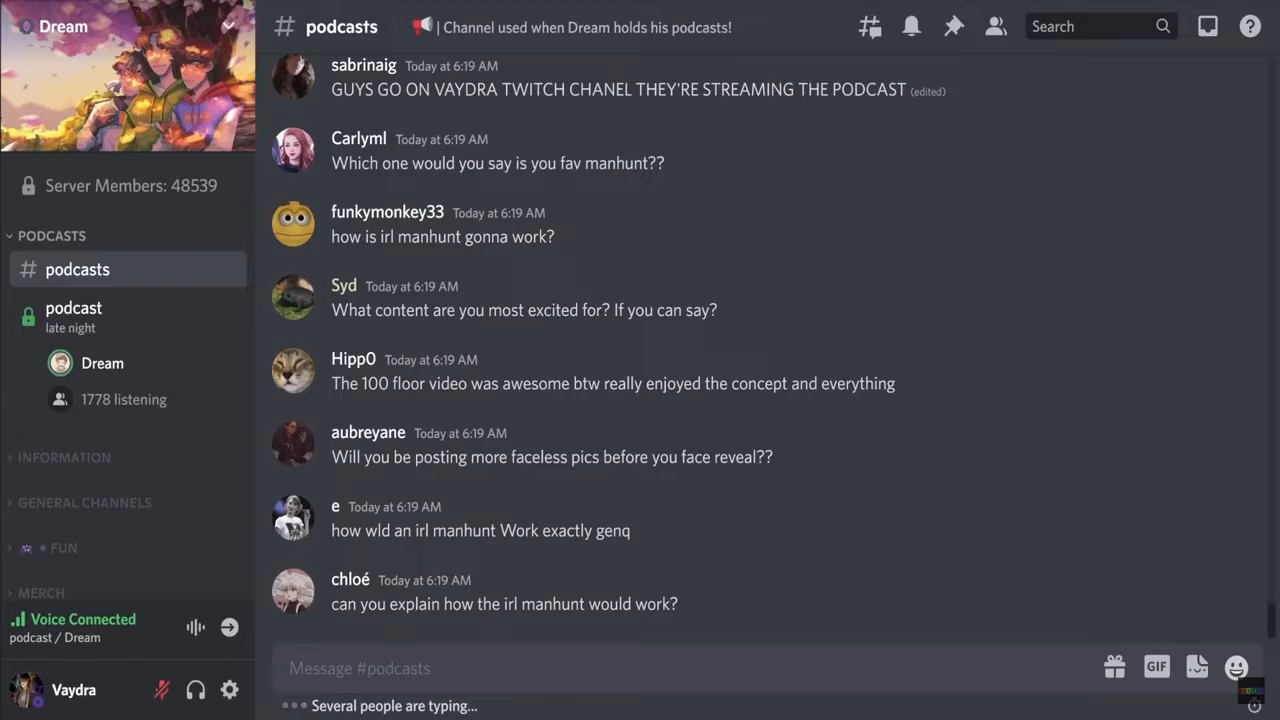 Dream
Server Members: 48539
PODCASTS
podcasts
podcast
late night
Dream
1778 listening
INFORMATION
GENERAL CHANNELS
FUN
MERCH
Voice Connected
podcast / Dream
Vaydra
podcasts
| Channel used when Dream holds his podcasts!
Search
sabrinaig Today at 6:19 AM
GUYS GO ON VAYDRA TWITCH CHANEL THEY'RE STREAMING THE PODCAST (edited)
Carlyml Today at 6:19 AM
Which one would you say is you fav manhunt??
funkymonkey33 Today at 6:19 AM
how is irl manhunt gonna work?
Syd Today at 6:19 AM
What content are you most excited for? If you can say?
Hipp0 Today at 6:19 AM
The 100 floor video was awesome btw really enjoyed the concept and everything
aubreyane Today at 6:19 AM
Will you be posting more faceless pics before you face reveal??
e Today at 6:19 AM
how wld an irl manhunt Work exactly genq
chloé Today at 6:19 AM
can you explain how the irl manhunt would work?
Message #podcasts
GIF
Several people are typing...